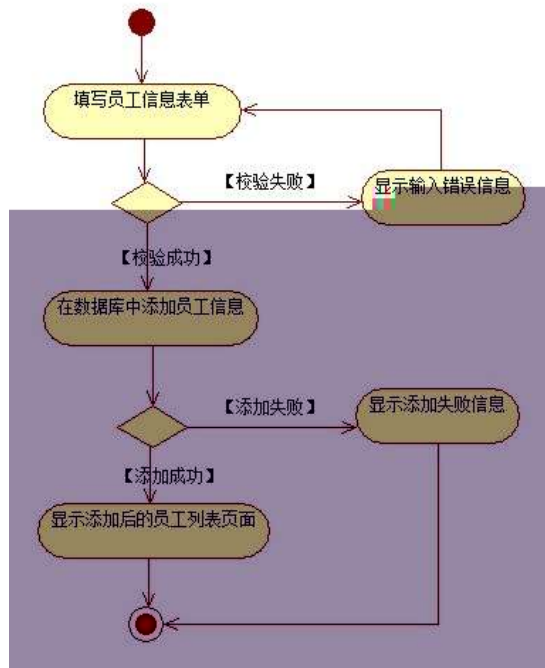 填写员工信息表单
【校验失败】
显示输入错误信息
【校验成功】
在数据库中添加员工信息
【添加失败】
显示添加失败信息
【添加成功】
显示添加后的员工列表页面